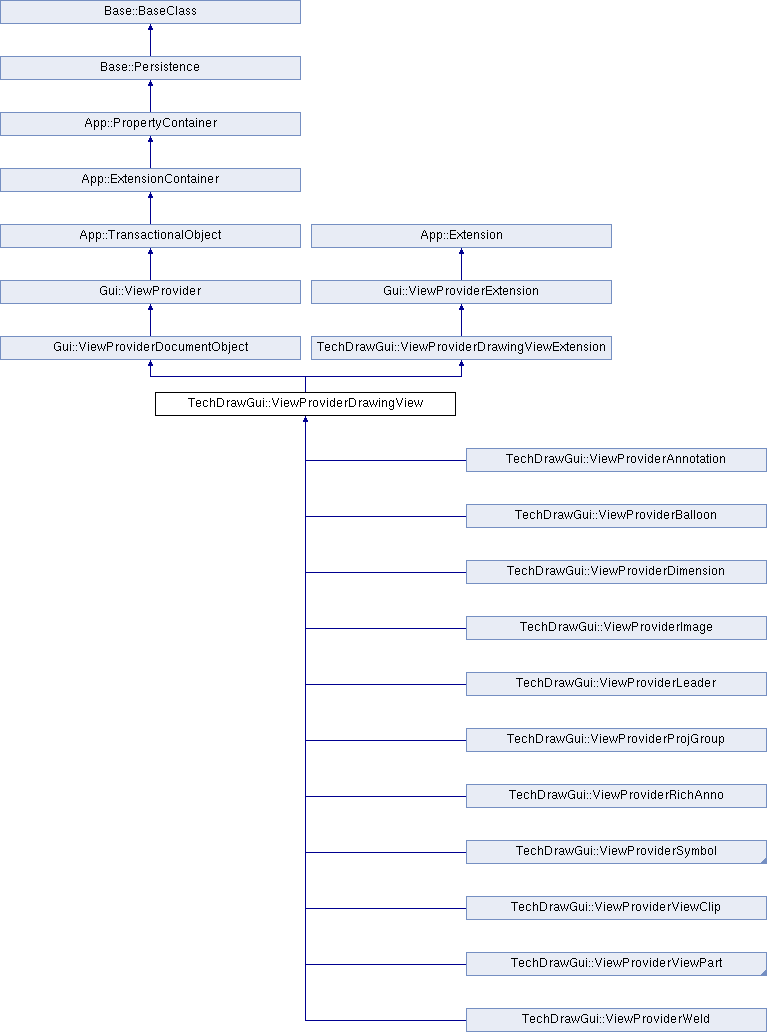 Base::BaseClass
Base::Persistence
App::PropertyContainer
App::ExtensionContainer
App::TransactionalObject
App::Extension
Gui::ViewProvider
Gui::ViewProviderExtension
Gui::ViewProviderDocumentObject
TechDrawGui::ViewProviderDrawingViewExtension
TechDrawGui::ViewProviderDrawingView
TechDrawGui::ViewProviderAnnotation
TechDrawGui::ViewProviderBalloon
TechDrawGui::ViewProviderDimension
TechDrawGui::ViewProviderImage
TechDrawGui::ViewProviderLeader
TechDrawGui::ViewProviderProjGroup
TechDrawGui::ViewProviderRichAnno
TechDrawGui::ViewProviderSymbol
TechDrawGui::ViewProviderViewClip
TechDrawGui::ViewProviderViewPart
TechDrawGui::ViewProviderWeld